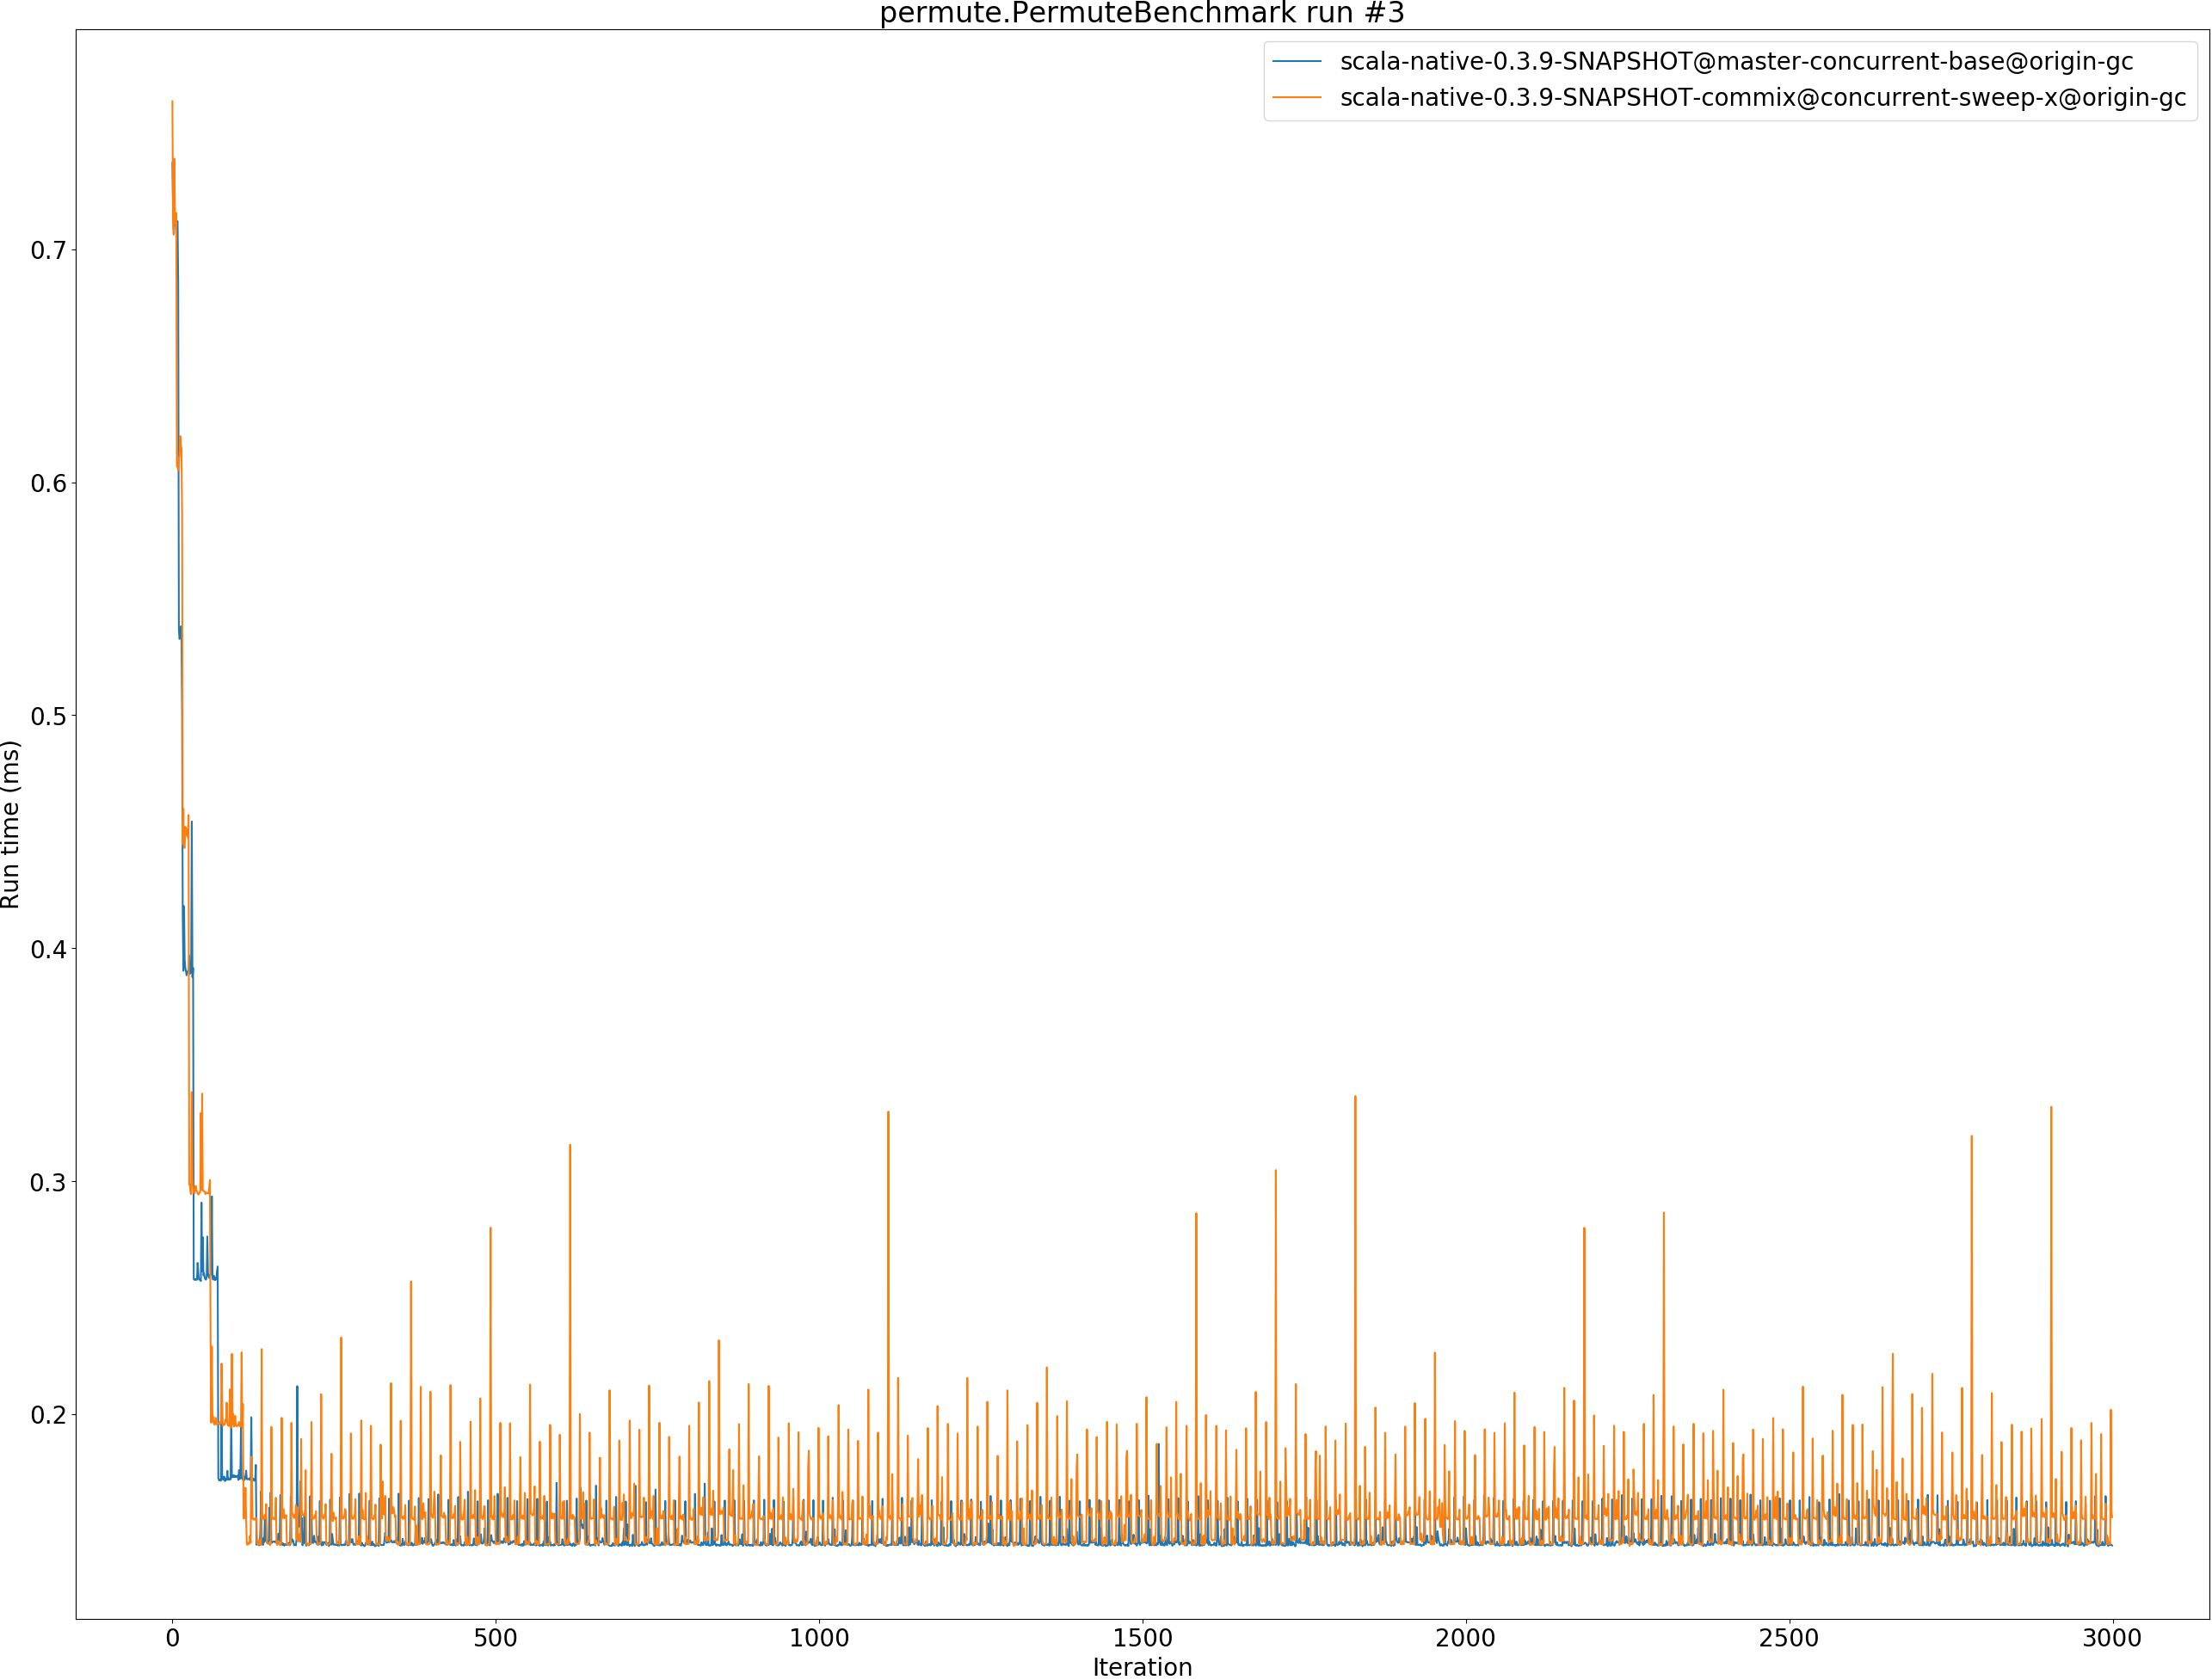 permute.PermuteBenchmark run #3
scala-native-0.3.9-SNAPSHOT@master-concurrent-base@origin-gc
scala-native-0.3.9-SNAPSHOT-commix@concurrent-sweep-x@origin-gc
Run time (ms)
0.7
0.6
0.5
0.4
0.3
0.2
0
500
1000
1500
2000
2500
3000
Iteration